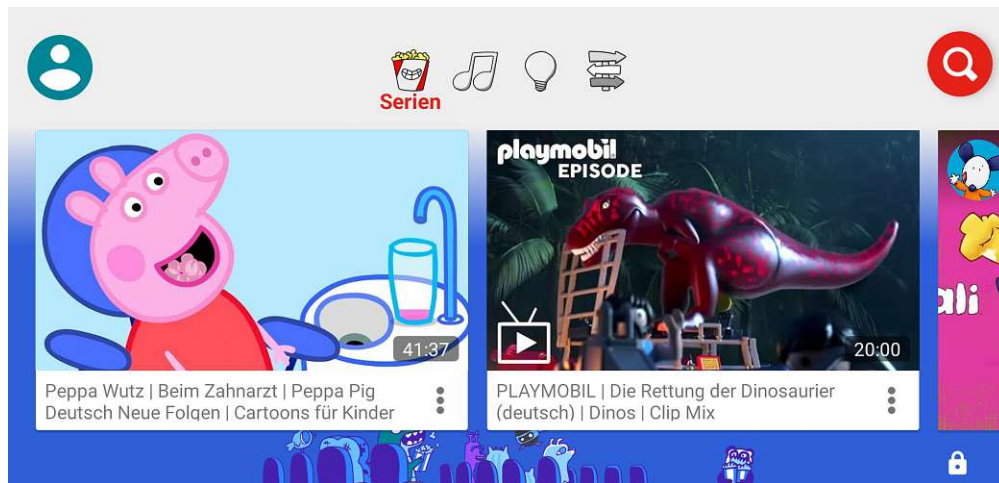 Serien
playmobil
EPISODE
41:37
20:00
ali
Peppa Wutz | Beim Zahnarzt | Peppa Pig
Deutsch Neue Folgen | Cartoons für Kinder
PLAYMOBIL | Die Rettung der Dinosaurier
(deutsch) | Dinos | Clip Mix